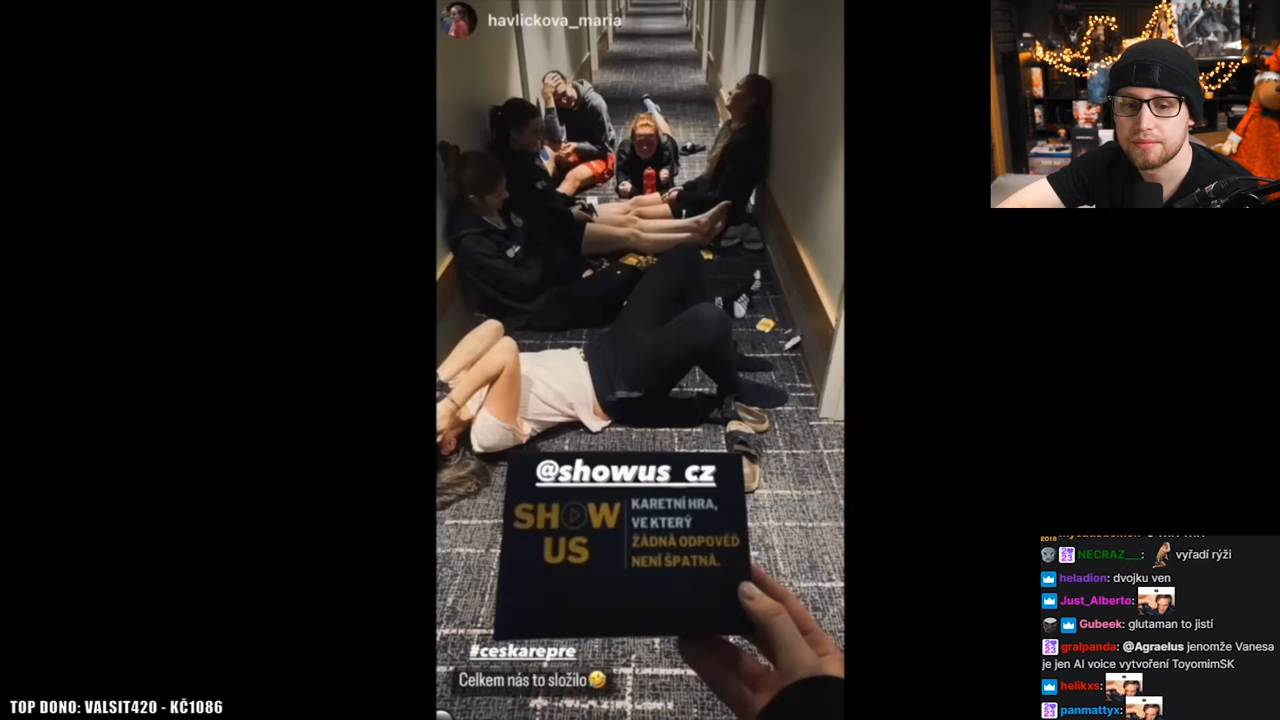 havlickova_maria
@showus_cz
SHOW
US
KARETNÍ HRA,
VE KTERÝ
ŽÁDNÁ ODPOVĚĎ
NENÍ ŠPATNÁ.
#ceskarepre
Celkem nás to složilo🤣
NECRAZ__: vyřadí rýži
heladion: dvojku ven
Just_Alberto:
Gubeek: glutaman to jistí
gralpanda: @Agraelus jenomže Vanesa
je jen AI voice vytvoření ToyomimSK
helikxs:
panmattyx:
TOP DONO: VALSIT420 - KČ1086